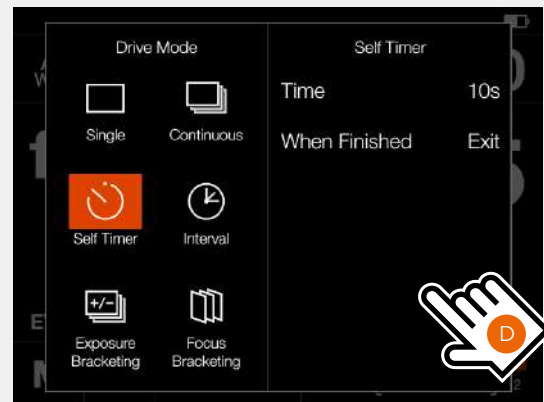 Drive Mode
Self Timer
Single
Continuous
Time 10s
When Finished Exit
Self Timer
Interval
+/-
Exposure
Bracketing
Focus
Bracketing
D